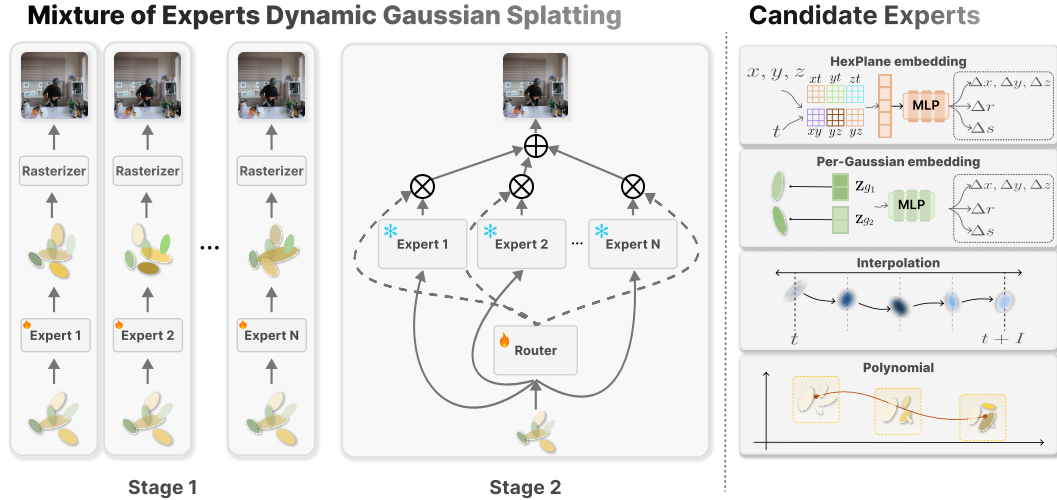 Mixture of Experts Dynamic Gaussian Splatting
Rasterizer
Rasterizer
Rasterizer
...
Expert 1
Expert 2
Expert N
Stage 1
Expert 1
Expert 2
...
Expert N
Router
Stage 2
Candidate Experts
HexPlane embedding
x, y, z
t
xt yt zt
xy yz yz
MLP
Δx, Δy, Δz
Δr
Δs
Per-Gaussian embedding
Zg1
Zg2
MLP
Δx, Δy, Δz
Δr
Δs
Interpolation
t
t + I
Polynomial